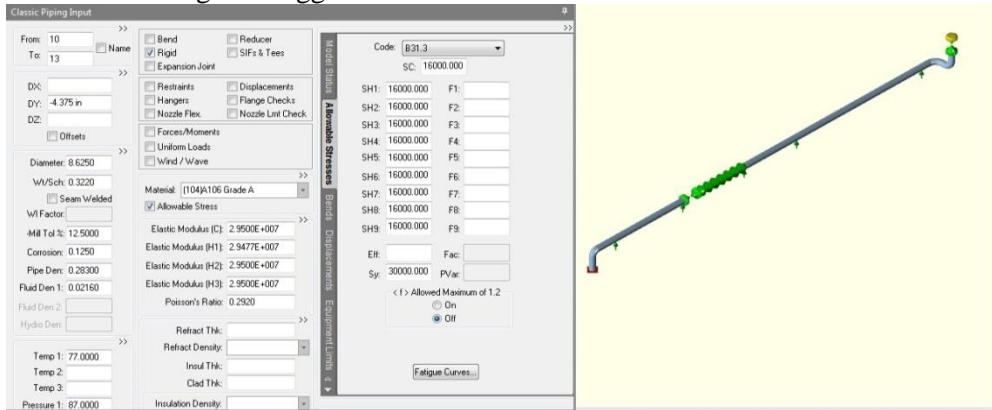 Classic Piping Input
>>
From: 10
To: 13
Name
>>
DX:
DY: -4.375 in
DZ:
Offsets
>>
Diameter: 8.6250
Wt/Sch: 0.3220
Seam Welded
Wl Factor:
-Mill Tol %: 12.5000
Corrosion: 0.1250
Pipe Den: 0.28300
Fluid Den 1: 0.02160
Fluid Den 2:
Hydro Den:
>>
Temp 1: 77.0000
Temp 2:
Temp 3:
Pressure 1: 87.0000
Bend Reducer
Rigid SIFs & Tees
Expansion Joint
Restraints Displacements
Hangers Flange Checks
Nozzle Flex. Nozzle Lmt Check
Forces/Moments
Uniform Loads
Wind / Wave
>>
Material: (104)A106 Grade A
Allowable Stress
>>
Elastic Modulus (C): 2.9500E+007
Elastic Modulus (H1): 2.9477E+007
Elastic Modulus (H2): 2.9500E+007
Elastic Modulus (H3): 2.9500E+007
Poisson's Ratio: 0.2920
>>
Refract Thk:
Refract Density:
Insul Thk:
Clad Thk:
Insulation Density:
Model Status
Allowable Stresses
Bends
Displacements
Equipment Limits
>>
Code: B31.3
SC: 16000.000
SH1: 16000.000 F1:
SH2: 16000.000 F2:
SH3: 16000.000 F3:
SH4: 16000.000 F4:
SH5: 16000.000 F5:
SH6: 16000.000 F6:
SH7: 16000.000 F7:
SH8: 16000.000 F8:
SH9: 16000.000 F9:
Eff: Fac:
Sy: 30000.000 PVar:
< f > Allowed Maximum of 1.2
On
Off
Fatigue Curves...